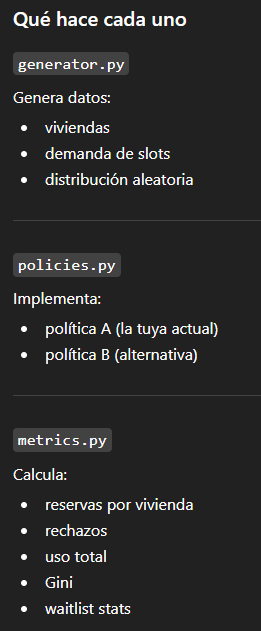 Qué hace cada uno
generator.py
Genera datos:
• viviendas
• demanda de slots
• distribución aleatoria
policies.py
Implementa:
• política A (la tuya actual)
• política B (alternativa)
metrics.py
Calcula:
• reservas por vivienda
• rechazos
• uso total
• Gini
• waitlist stats